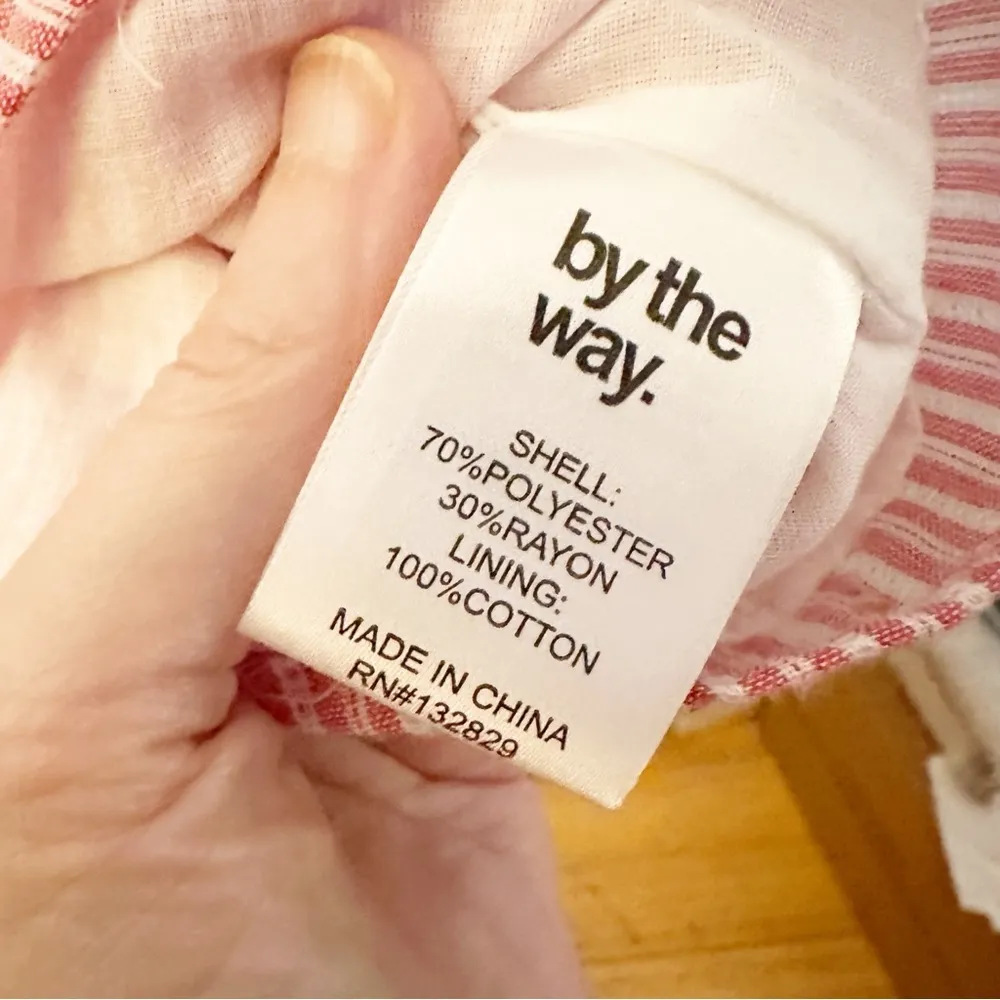 by the
way.
SHELL:
70%POLYESTER
30%RAYON
LINING:
100%COTTON
MADE IN CHINA
RN#132829